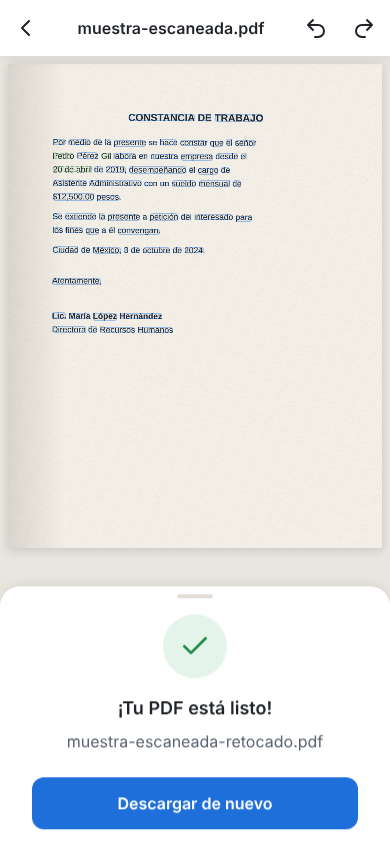 muestra-escaneada.pdf
CONSTANCIA DE TRABAJO
Por medio de la presente se hace constar que el señor
Pedro Pérez Gil labora en nuestra empresa desde el
20 de abril de 2019, desempeñando el cargo de
Asistente Administrativo con un sueldo mensual de
$12,500.00 pesos.
Se extiende la presente a petición del interesado para
los fines que a él convengan.
Ciudad de México, 3 de octubre de 2024.
Atentamente,
Lic. María López Hernández
Directora de Recursos Humanos
¡Tu PDF está listo!
muestra-escaneada-retocado.pdf
Descargar de nuevo